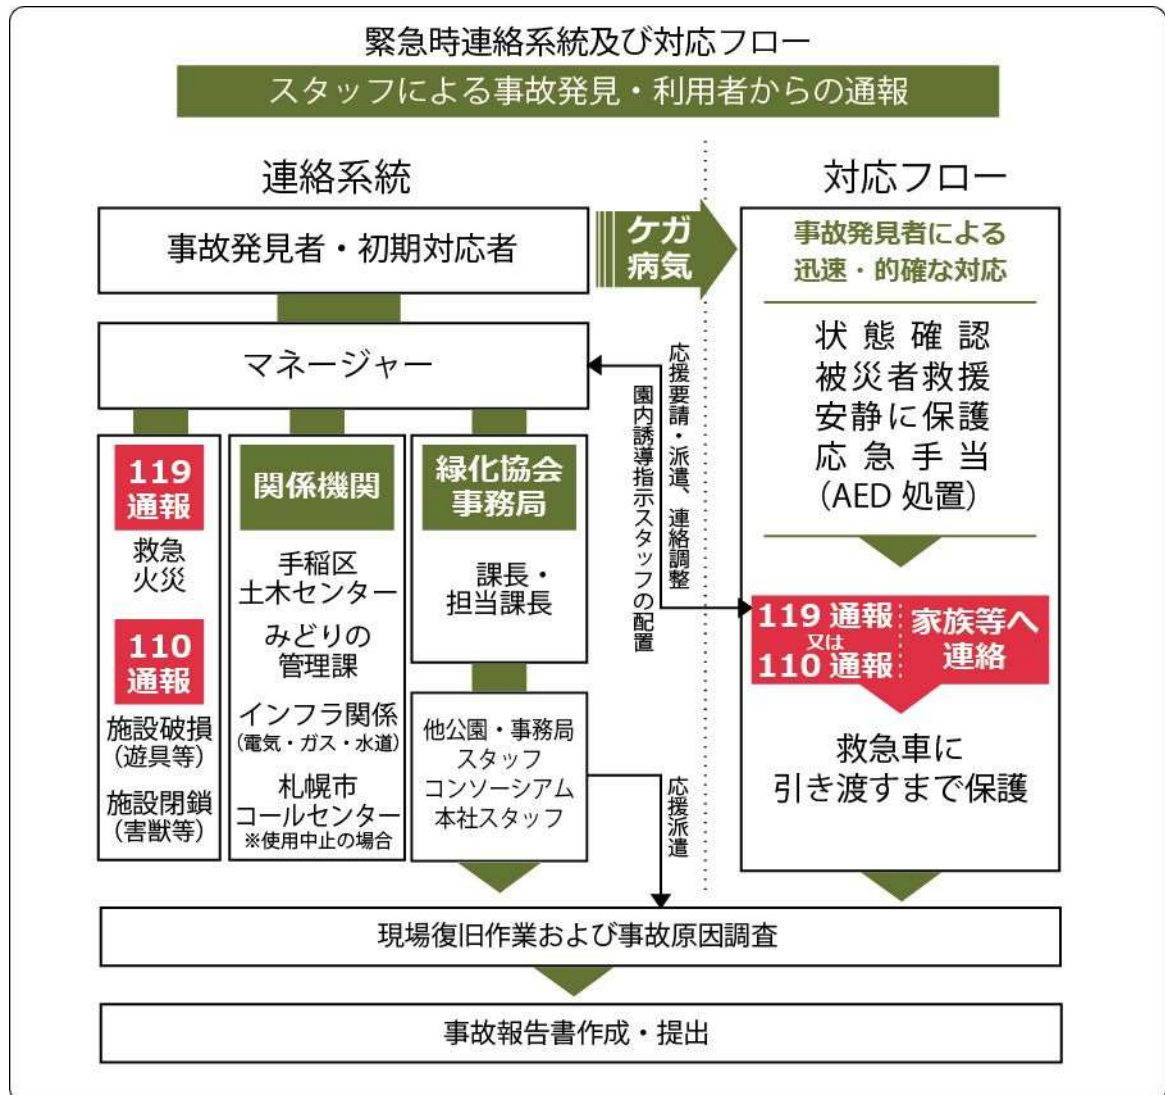 緊急時連絡系統及び対応フロー
スタッフによる事故発見・利用者からの通報
連絡系統
事故発見者・初期対応者
ケガ
病気
マネージャー
119
通報
救急
火災
110
通報
施設破損
(遊具等)
施設閉鎖
(害獣等)
関係機関
手稲区
土木センター
みどりの
管理課
インフラ関係
(電気・ガス・水道)
札幌市
コールセンター
※使用中止の場合
緑化協会
事務局
課長・
担当課長
他公園・事務局
スタッフ
コンソーシアム
本社スタッフ
応援要請・派遣、連絡調整
園内誘導指示スタッフの配置
応援派遣
対応フロー
事故発見者による
迅速・的確な対応
状態確認
被災者救援
安静に保護
応急手当
(AED 処置)
119 通報
又は
110 通報
家族等へ
連絡
救急車に
引き渡すまで保護
現場復旧作業および事故原因調査
事故報告書作成・提出